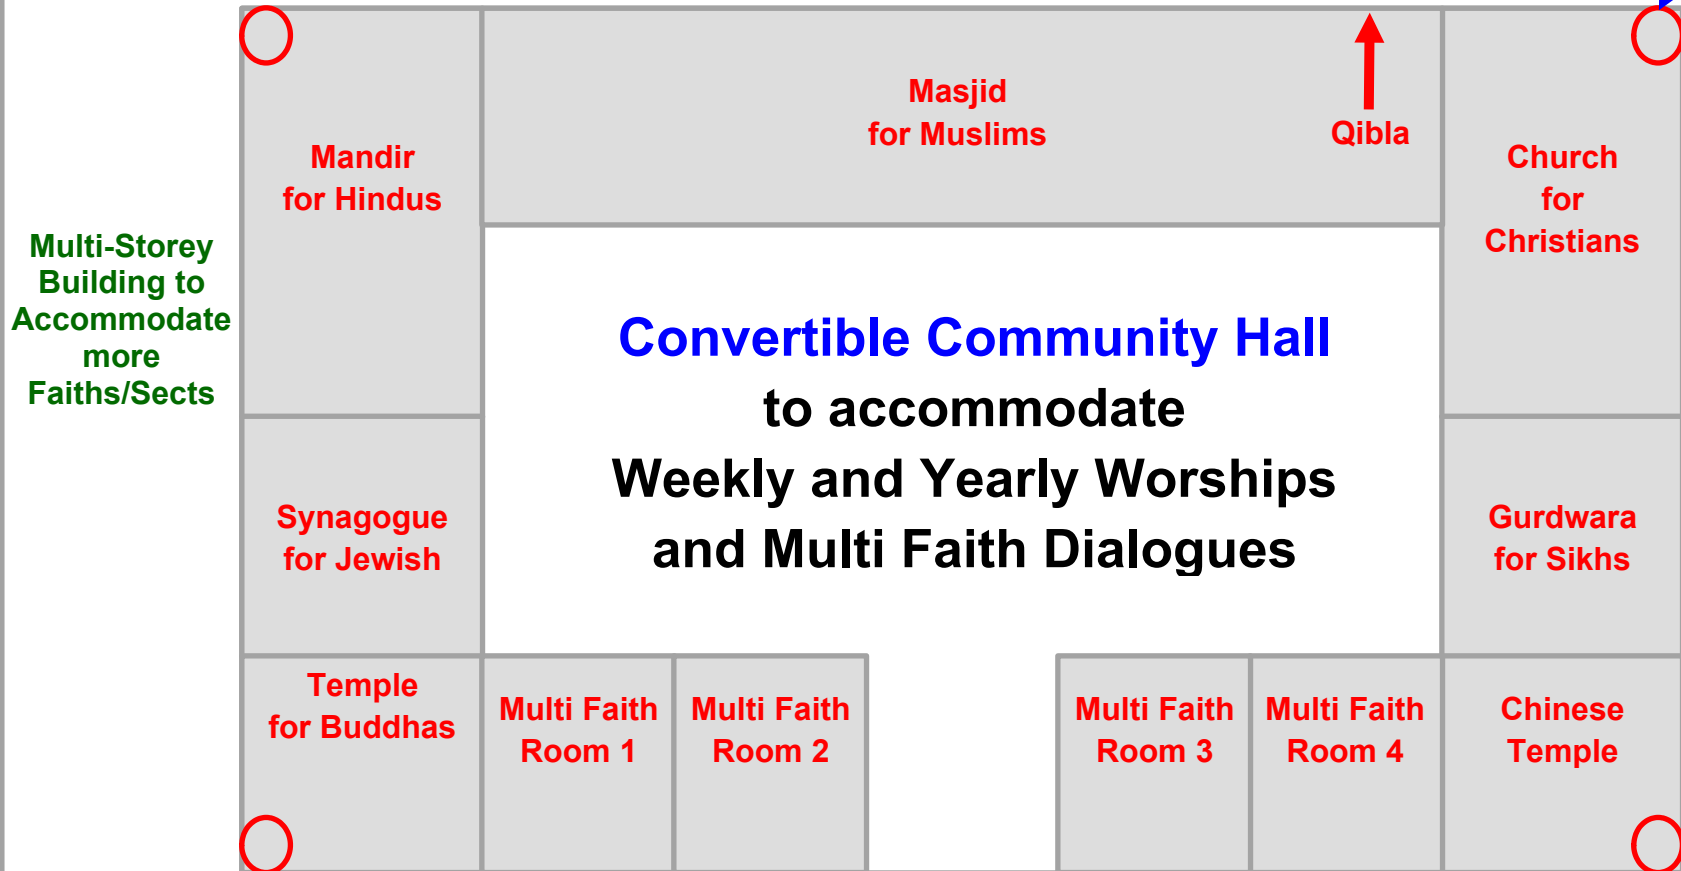 Masjid
for Muslims
Qibla
Mandir
for Hindus
Church
for
Christians
Multi-Storey
Building to
Accommodate
more
Faiths/Sects
Convertible Community Hall
to accommodate
Weekly and Yearly Worships
and Multi Faith Dialogues
Synagogue
for Jewish
Gurdwara
for Sikhs
Temple
for Buddhas
Multi Faith
Room 1
Multi Faith
Room 2
Multi Faith
Room 3
Multi Faith
Room 4
Chinese
Temple